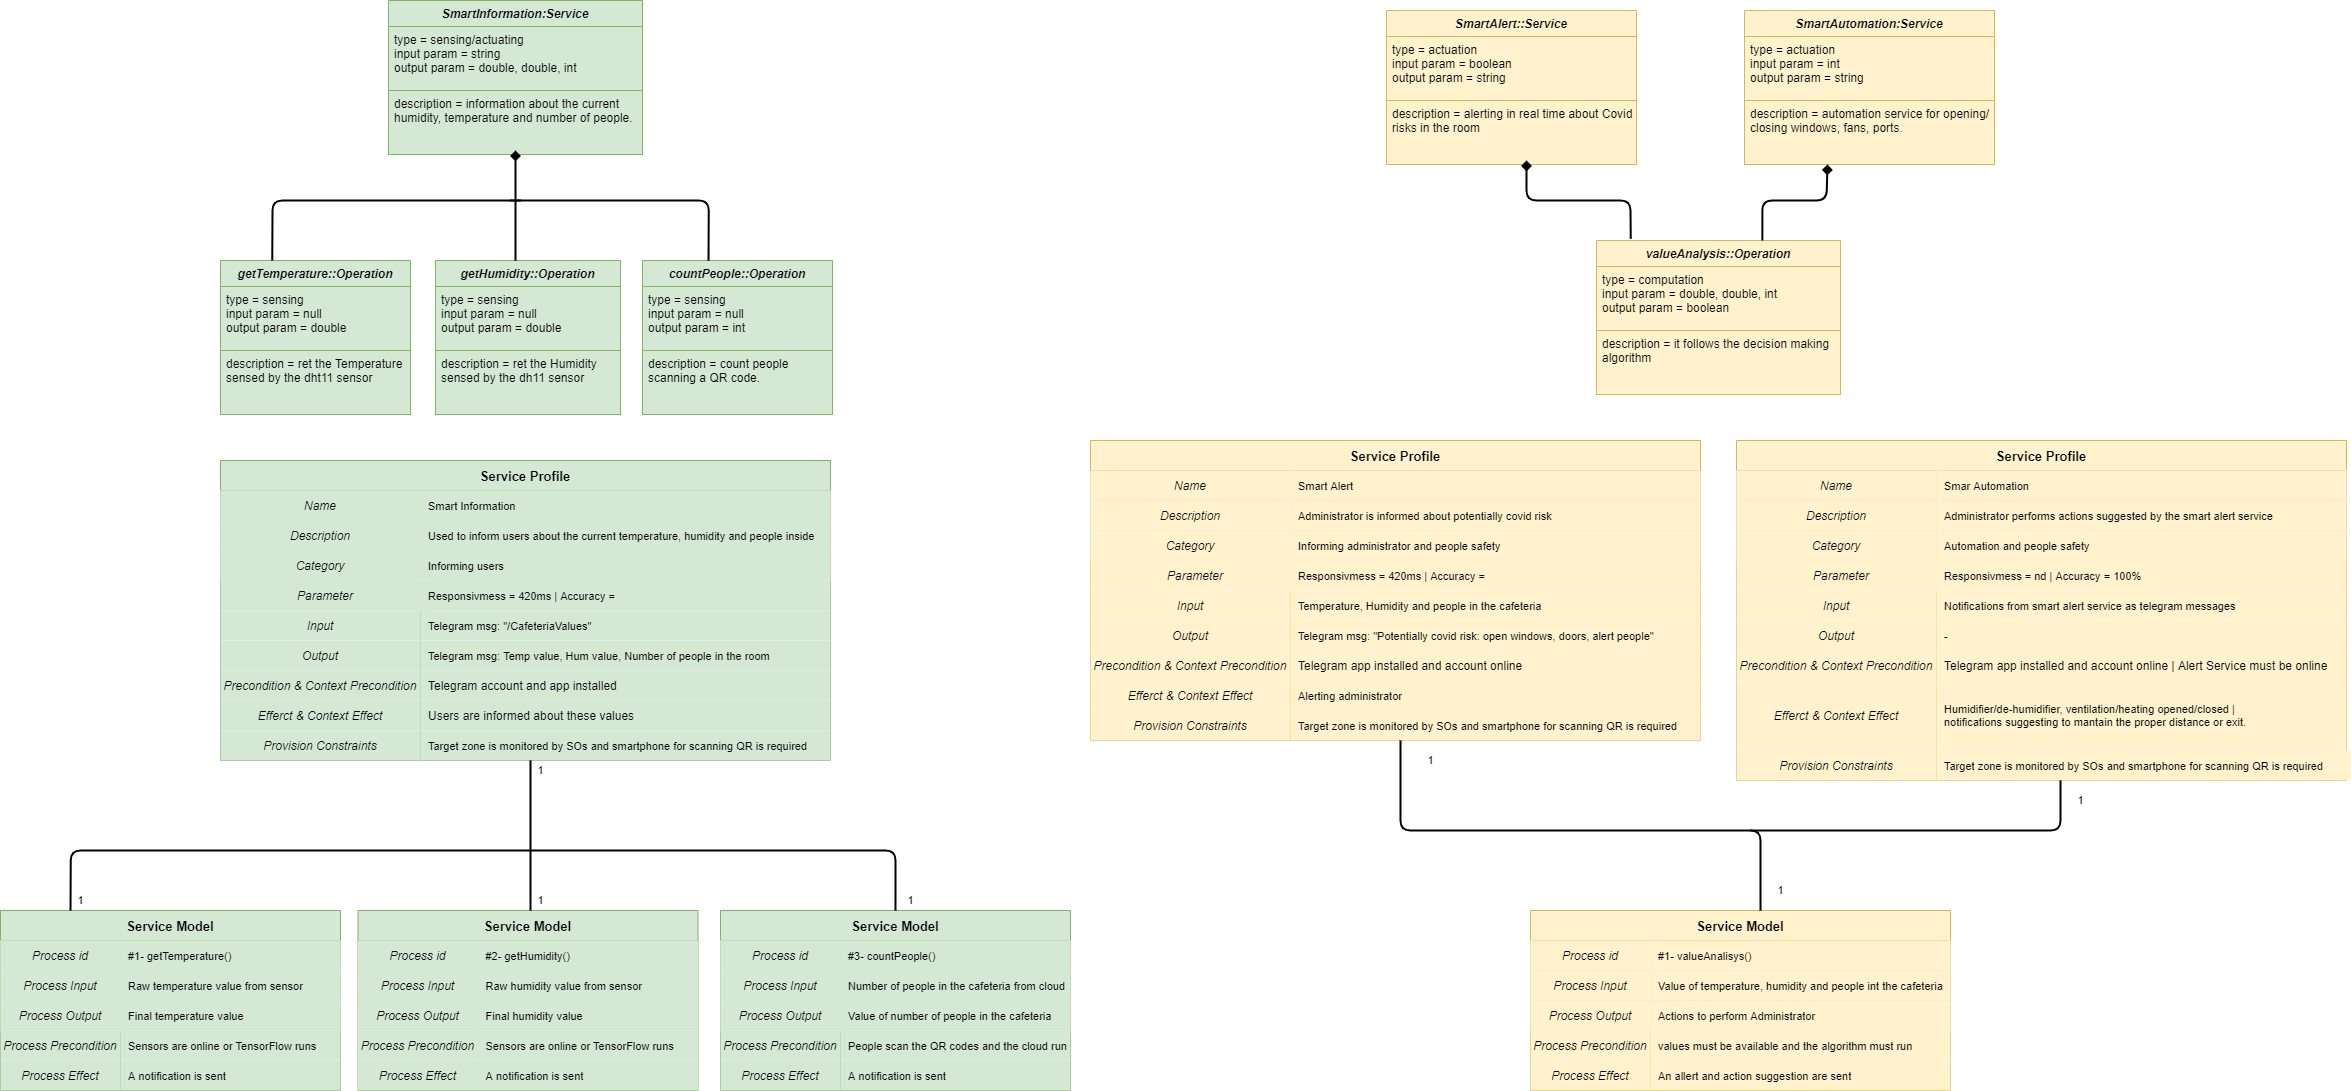 SmartInformation:Service
type = sensing/actuating
input param = string
output param = double, double, int
description = information about the current
humidity, temperature and number of people.
SmartAlert::Service
type = actuation
input param = boolean
output param = string
description = alerting in real time about Covid
risks in the room
SmartAutomation:Service
type = actuation
input param = int
output param = string
description = automation service for opening/
closing windows, fans, ports.
getTemperature::Operation
type = sensing
input param = null
output param = double
description = ret the Temperature
sensed by the dht11 sensor
getHumidity::Operation
type = sensing
input param = null
output param = double
description = ret the Humidity
sensed by the dh11 sensor
countPeople::Operation
type = sensing
input param = null
output param = int
description = count people
scanning a QR code.
valueAnalysis::Operation
type = computation
input param = double, double, int
output param = boolean
description = it follows the decision making
algorithm
Service Profile
Name Smart Information
Description Used to inform users about the current temperature, humidity and people inside
Category Informing users
Parameter Responsivmess = 420ms | Accuracy =
Input Telegram msg: "/CafeteriaValues"
Output Telegram msg: Temp value, Hum value, Number of people in the room
Precondition & Context Precondition Telegram account and app installed
Efferct & Context Effect Users are informed about these values
Provision Constraints Target zone is monitored by SOs and smartphone for scanning QR is required
1
1
1
1
Service Profile
Name Smart Alert
Description Administrator is informed about potentially covid risk
Category Informing administrator and people safety
Parameter Responsivmess = 420ms | Accuracy =
Input Temperature, Humidity and people in the cafeteria
Output Telegram msg: "Potentially covid risk: open windows, doors, alert people"
Precondition & Context Precondition Telegram app installed and account online
Efferct & Context Effect Alerting administrator
Provision Constraints Target zone is monitored by SOs and smartphone for scanning QR is required
1
Service Profile
Name Smar Automation
Description Administrator performs actions suggested by the smart alert service
Category Automation and people safety
Parameter Responsivmess = nd | Accuracy = 100%
Input Notifications from smart alert service as telegram messages
Output -
Precondition & Context Precondition Telegram app installed and account online | Alert Service must be online
Efferct & Context Effect Humidifier/de-humidifier, ventilation/heating opened/closed |
notifications suggesting to mantain the proper distance or exit.
Provision Constraints Target zone is monitored by SOs and smartphone for scanning QR is required
1
1
Service Model
Process id #1- getTemperature()
Process Input Raw temperature value from sensor
Process Output Final temperature value
Process Precondition Sensors are online or TensorFlow runs
Process Effect A notification is sent
Service Model
Process id #2- getHumidity()
Process Input Raw humidity value from sensor
Process Output Final humidity value
Process Precondition Sensors are online or TensorFlow runs
Process Effect A notification is sent
Service Model
Process id #3- countPeople()
Process Input Number of people in the cafeteria from cloud
Process Output Value of number of people in the cafeteria
Process Precondition People scan the QR codes and the cloud run
Process Effect A notification is sent
Service Model
Process id #1- valueAnalisys()
Process Input Value of temperature, humidity and people int the cafeteria
Process Output Actions to perform Administrator
Process Precondition values must be available and the algorithm must run
Process Effect An allert and action suggestion are sent